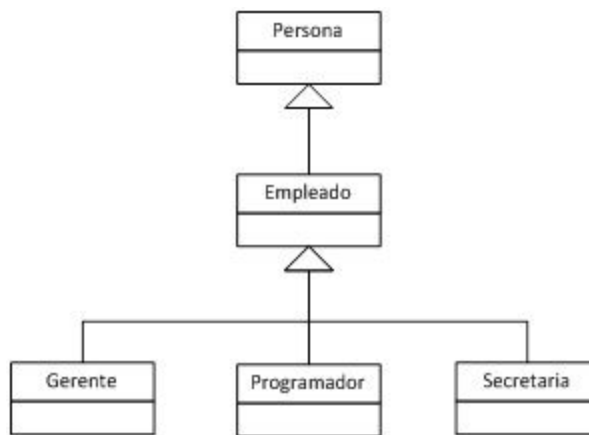 Persona
Empleado
Gerente
Programador
Secretaria